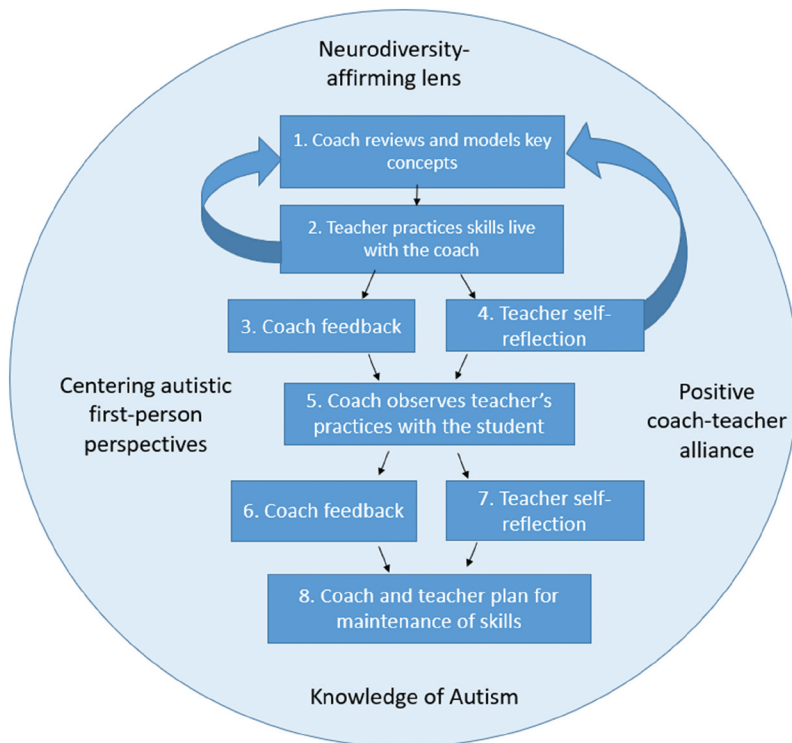 Neurodiversity-
affirming lens
1. Coach reviews and models key
concepts
2. Teacher practices skills live
with the coach
3. Coach feedback
4. Teacher self-
reflection
Centering autistic
first-person
perspectives
5. Coach observes teacher’s
practices with the student
Positive
coach-teacher
alliance
6. Coach feedback
7. Teacher self-
reflection
8. Coach and teacher plan for
maintenance of skills
Knowledge of Autism